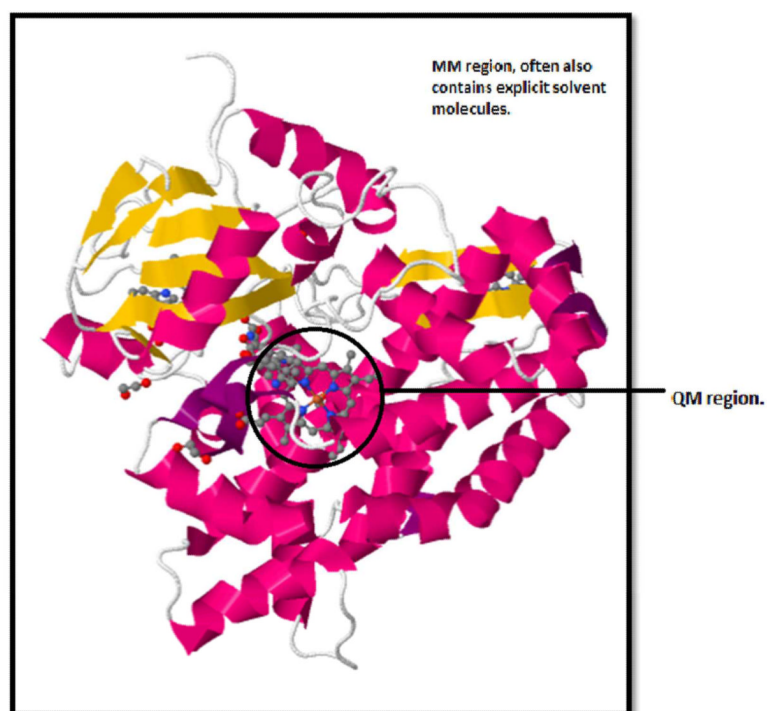 MM region, often also
contains explicit solvent
molecules.
QM region.